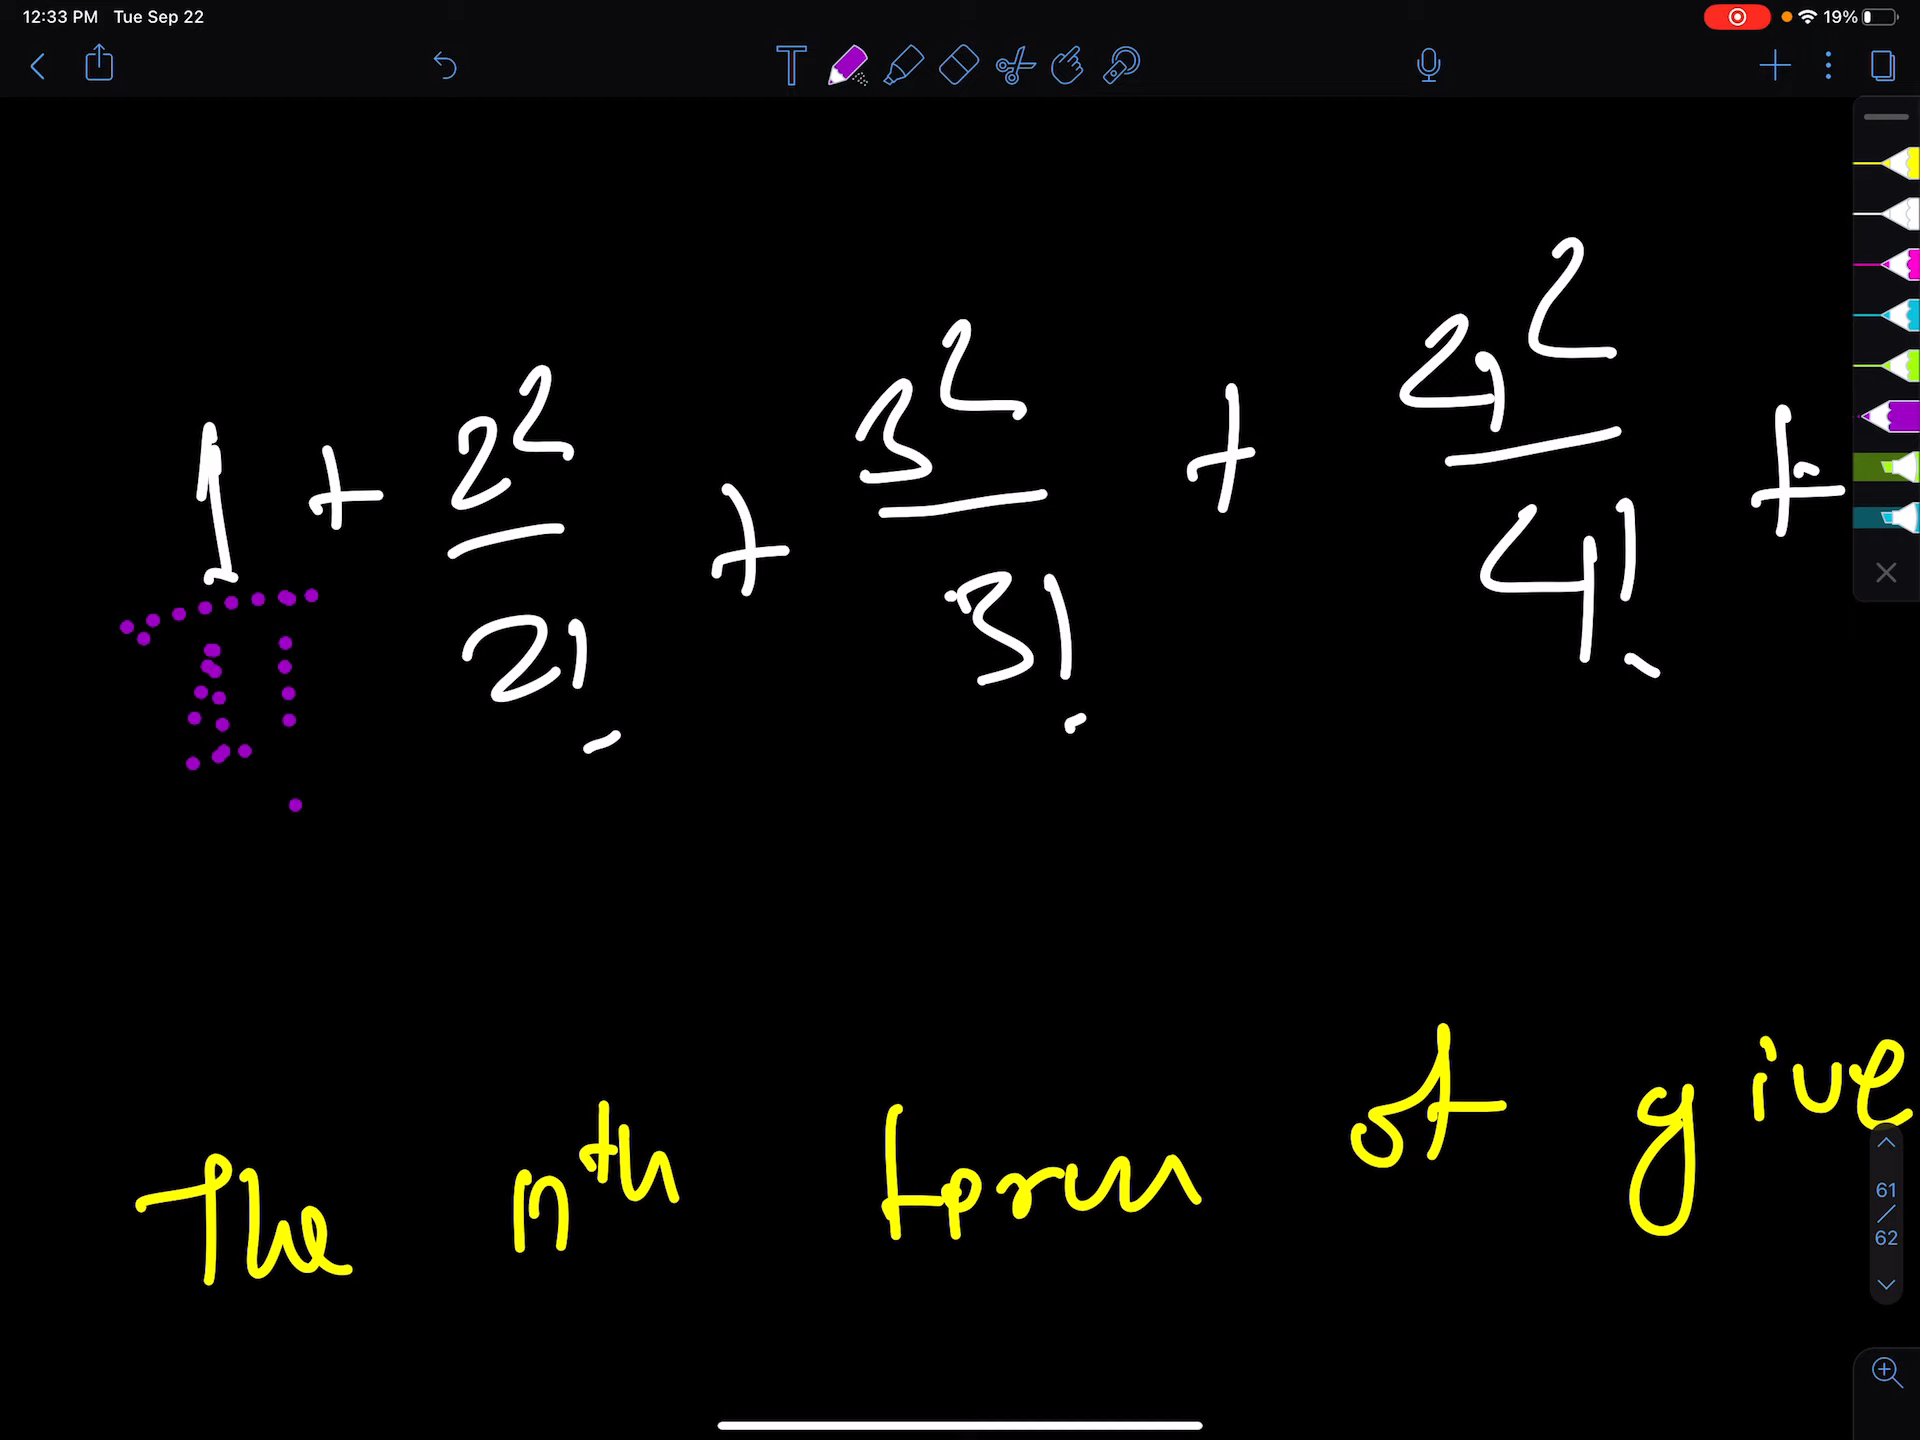 12:33 PM Tue Sep 22 19%
T
1 + 2²/2! + 3²/3! + 4²/4! +
1!
The nth term of give
61
/
62